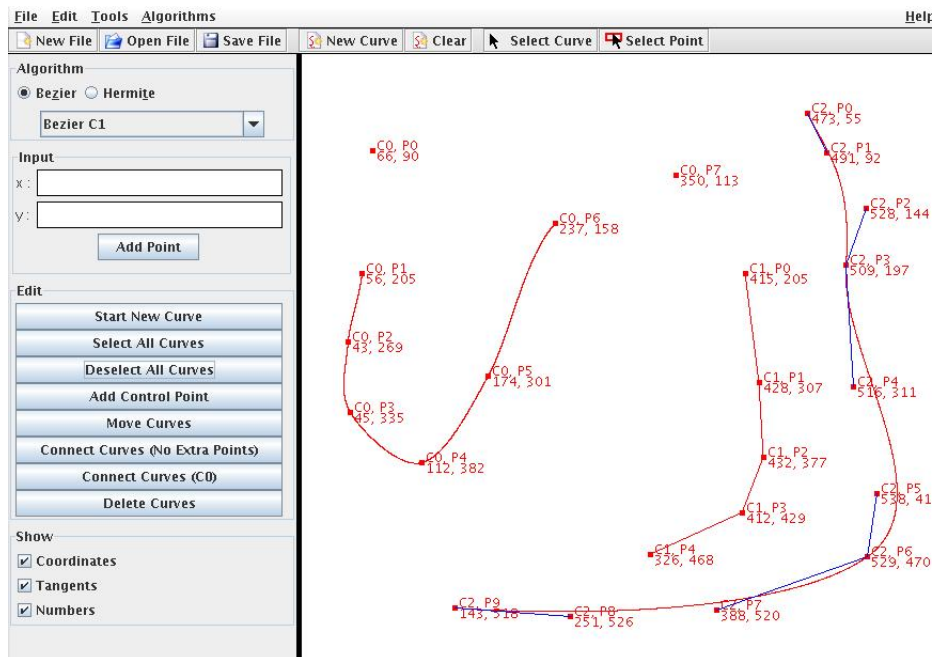 File Edit Tools Algorithms Help
New File Open File Save File New Curve Clear Select Curve Select Point
Algorithm
Bezier Hermite
Bezier C1
Input
x :
y :
Add Point
Edit
Start New Curve
Select All Curves
Deselect All Curves
Add Control Point
Move Curves
Connect Curves (No Extra Points)
Connect Curves (C0)
Delete Curves
Show
Coordinates
Tangents
Numbers
C0, P0
66, 90
C0, P1
56, 205
C0, P2
43, 269
C0, P3
45, 335
C0, P4
112, 382
C0, P5
174, 301
C0, P6
237, 158
C0, P7
350, 113
C1, P0
415, 205
C1, P1
428, 307
C1, P2
432, 377
C1, P3
412, 429
C1, P4
326, 468
C2, P0
473, 55
C2, P1
491, 92
C2, P2
528, 144
C2, P3
509, 197
C2, P4
516, 311
C2, P5
538, 41
C2, P6
529, 470
C2, P7
388, 520
C2, P8
251, 526
C2, P9
143, 518